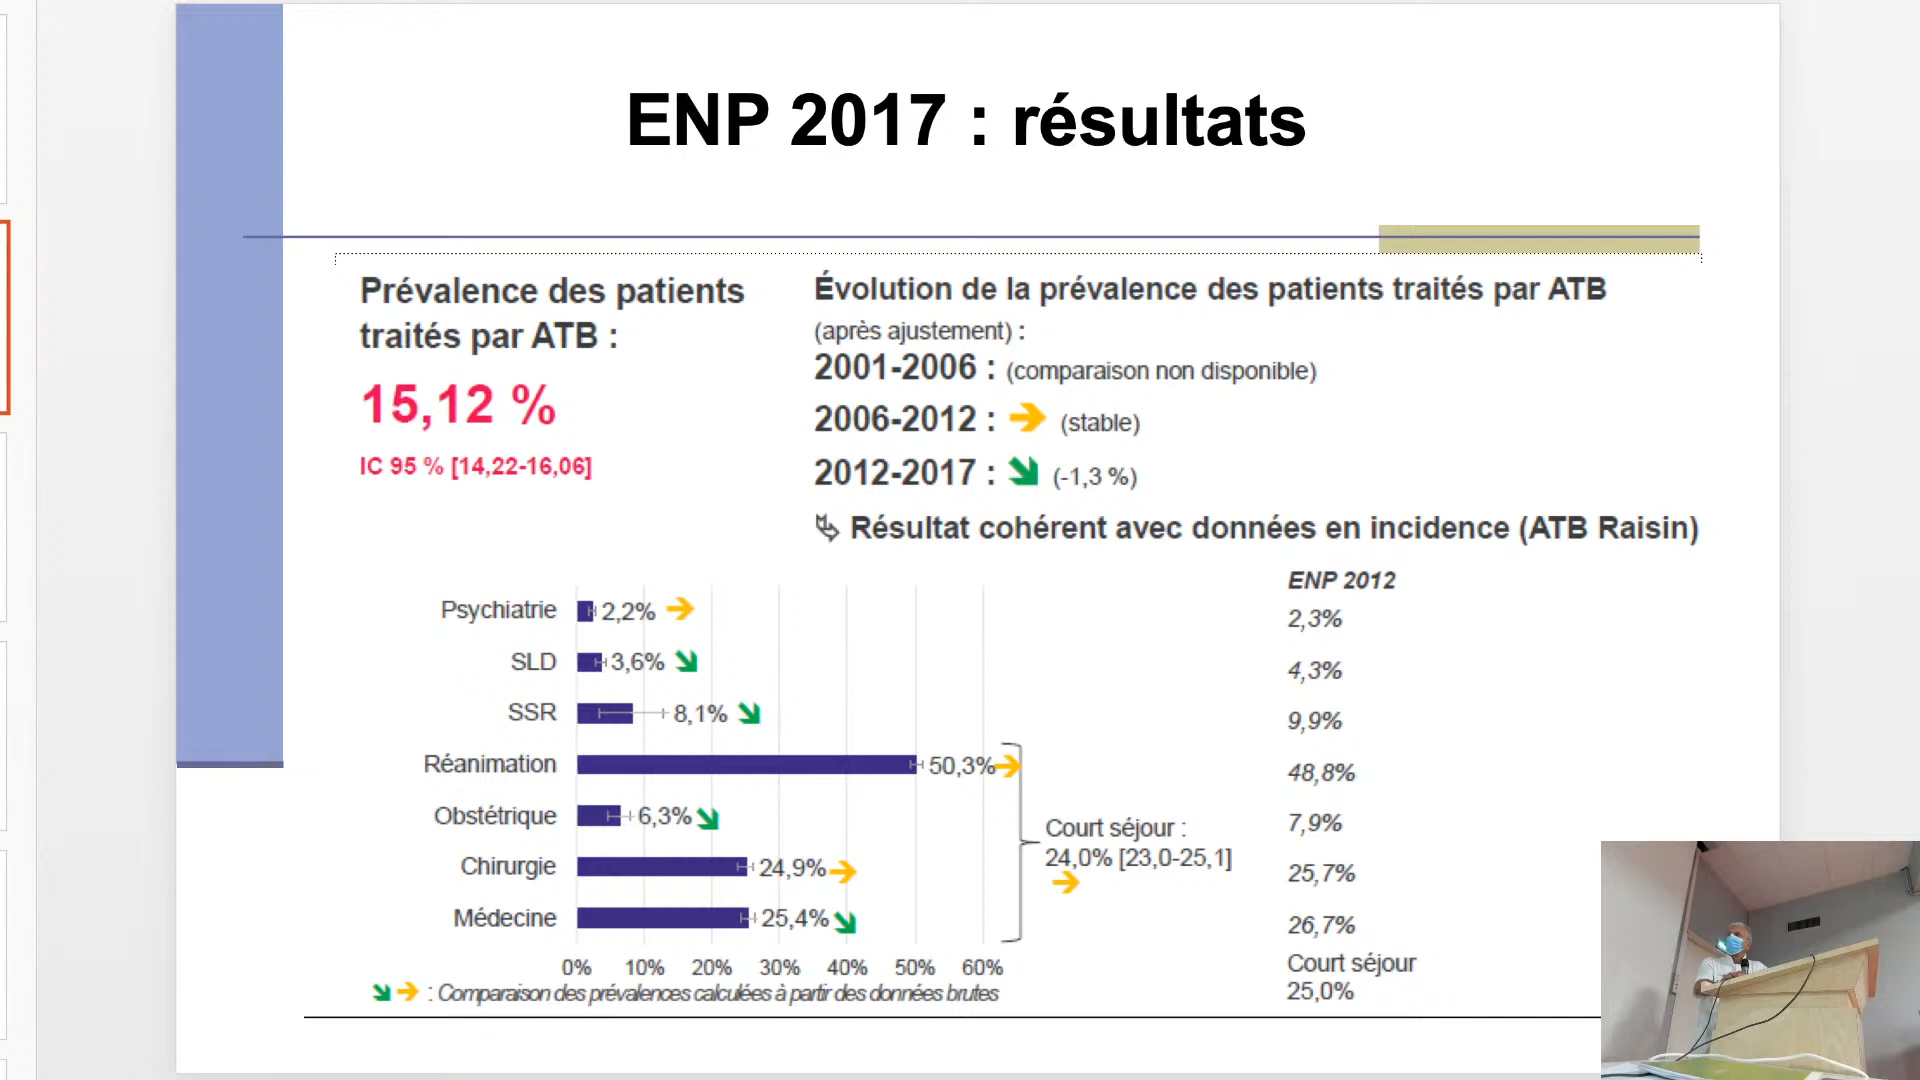 ENP 2017 : résultats
Prévalence des patients
traités par ATB :
15,12 %
IC 95 % [14,22-16,06]
Évolution de la prévalence des patients traités par ATB
(après ajustement) :
2001-2006 : (comparaison non disponible)
2006-2012 : (stable)
2012-2017 : (-1,3 %)
Résultat cohérent avec données en incidence (ATB Raisin)
Psychiatrie 2,2%
SLD 3,6%
SSR 8,1%
Réanimation 50,3%
Obstétrique 6,3%
Chirurgie 24,9%
Médecine 25,4%
0% 10% 20% 30% 40% 50% 60%
: Comparaison des prévalences calculées à partir des données brutes
Court séjour :
24,0% [23,0-25,1]
ENP 2012
2,3%
4,3%
9,9%
48,8%
7,9%
25,7%
26,7%
Court séjour
25,0%